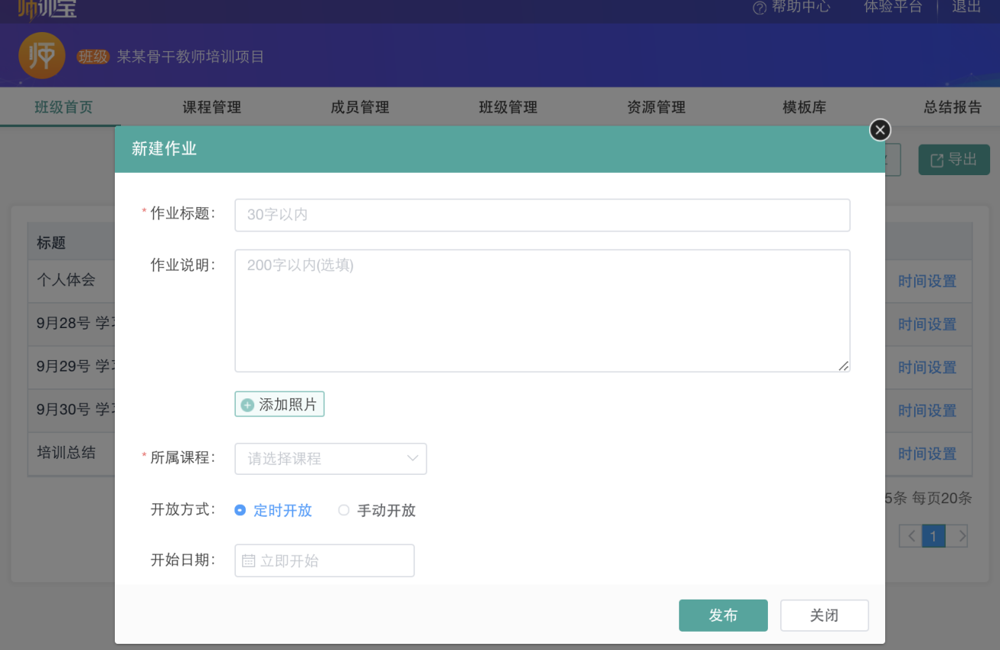 师训宝
帮助中心 体验平台 退出
师 班级 某某骨干教师培训项目
班级首页 课程管理 成员管理 班级管理 资源管理 模板库 总结报告
新建作业
导出
* 作业标题： 30字以内
标题
作业说明： 200字以内(选填)
个人体会 时间设置
9月28号 学习 时间设置
9月29号 学习 时间设置
添加照片
9月30号 学习 时间设置
* 所属课程： 请选择课程
培训总结 时间设置
5条 每页20条
开放方式： 定时开放 手动开放
1
开始日期： 立即开始
发布 关闭